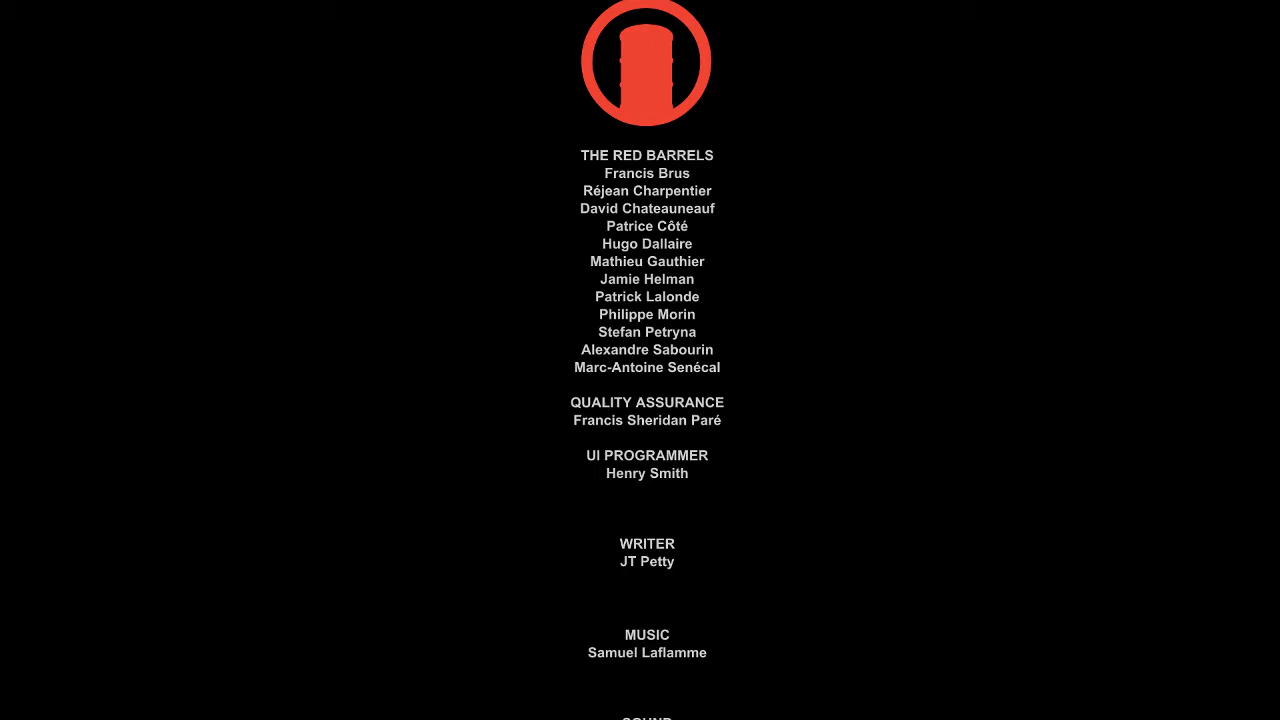 THE RED BARRELS
Francis Brus
Réjean Charpentier
David Chateauneuf
Patrice Côté
Hugo Dallaire
Mathieu Gauthier
Jamie Helman
Patrick Lalonde
Philippe Morin
Stefan Petryna
Alexandre Sabourin
Marc-Antoine Senécal
QUALITY ASSURANCE
Francis Sheridan Paré
UI PROGRAMMER
Henry Smith
WRITER
JT Petty
MUSIC
Samuel Laflamme